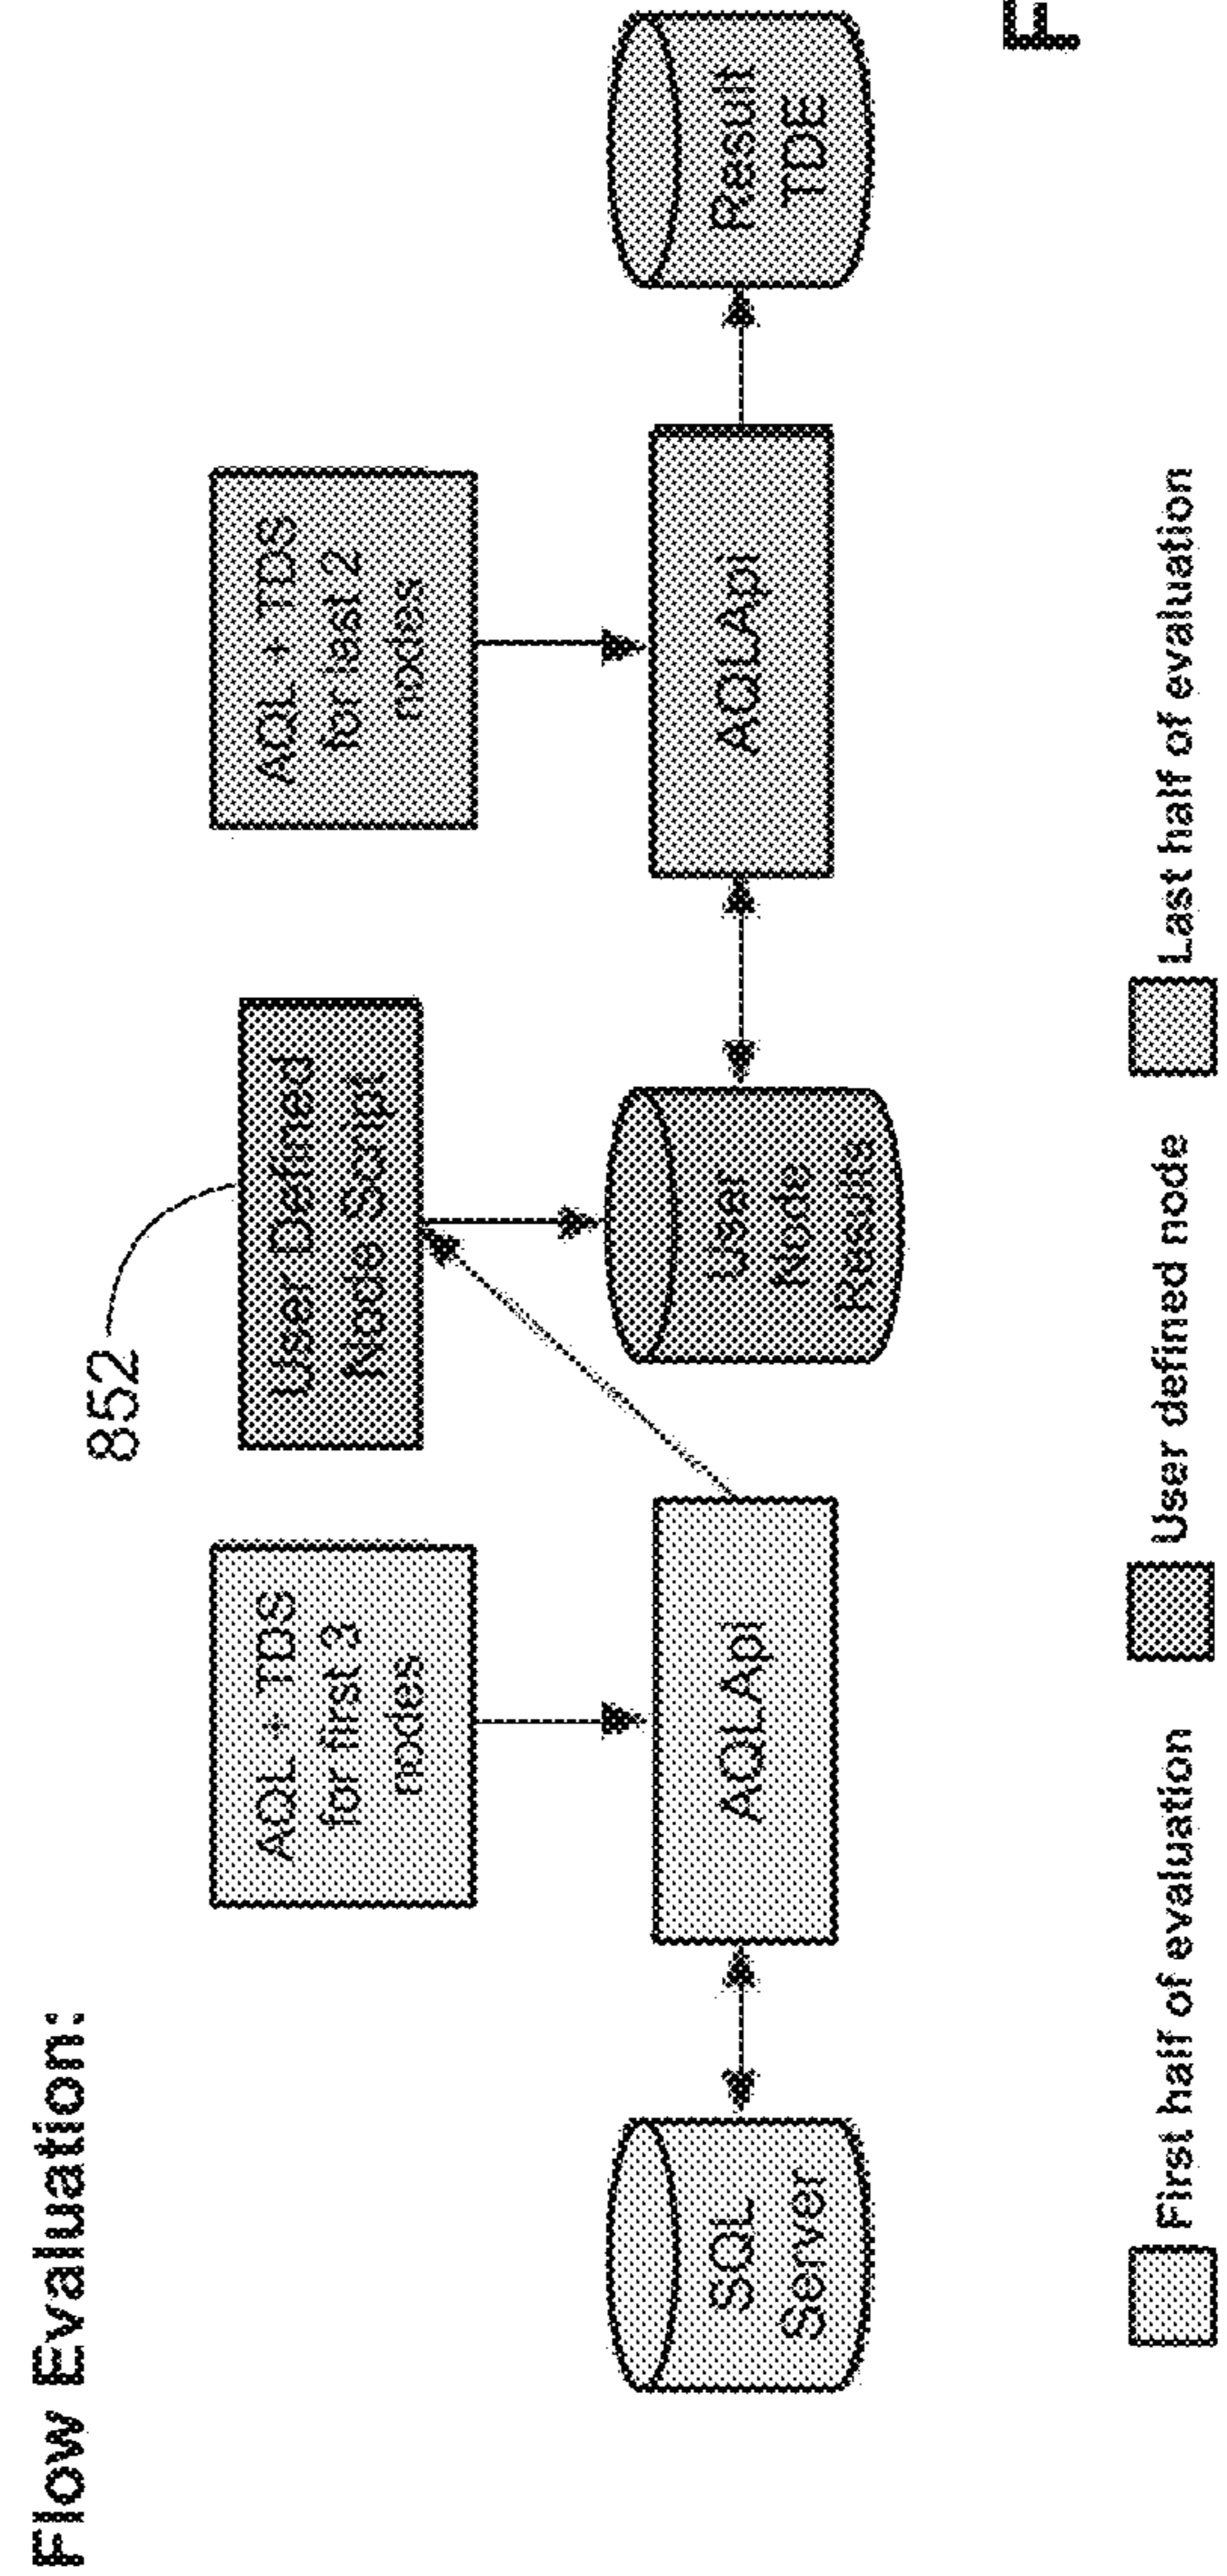 Flow Evaluation:
852
AQL + TDS
for first 3
nodes
User Defined
Node Script
AQL + TDS
for last 2
nodes
SQL
Server
AQLApi
User
Node
Results
AQLApi
Result
TDE
First half of evaluation
User defined node
Last half of evaluation
F